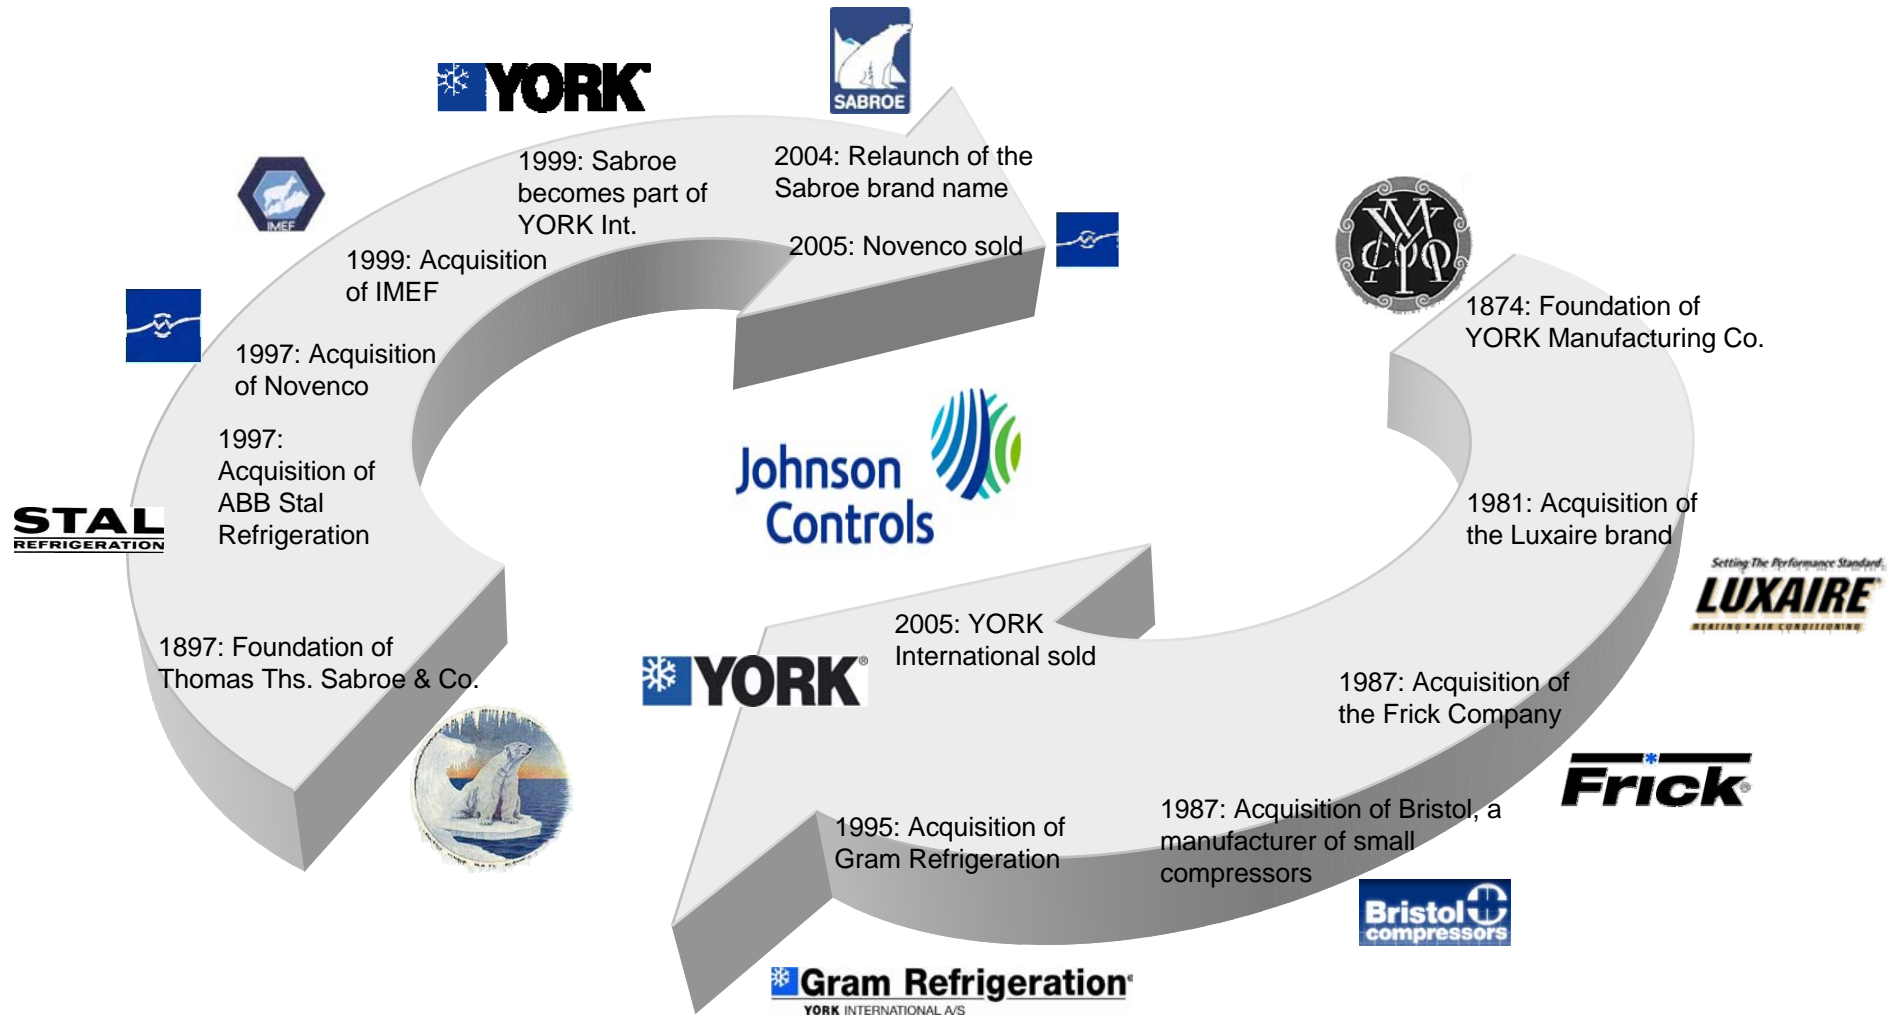 SABROE
YORK
1999: Sabroe
becomes part of
YORK Int.
2004: Relaunch of the
Sabroe brand name
2005: Novenco sold
IMEF
1999: Acquisition
of IMEF
1997: Acquisition
of Novenco
1997:
Acquisition of
ABB Stal
Refrigeration
STAL
REFRIGERATION
1897: Foundation of
Thomas Ths. Sabroe & Co.
Johnson
Controls
1874: Foundation of
YORK Manufacturing Co.
1981: Acquisition of
the Luxaire brand
Setting The Performance Standard.
LUXAIRE®
HEATING • AIR CONDITIONING
1987: Acquisition of
the Frick Company
Frick®
1987: Acquisition of Bristol, a
manufacturer of small
compressors
Bristol
compressors
1995: Acquisition of
Gram Refrigeration
Gram Refrigeration®
YORK INTERNATIONAL A/S
2005: YORK
International sold
YORK®